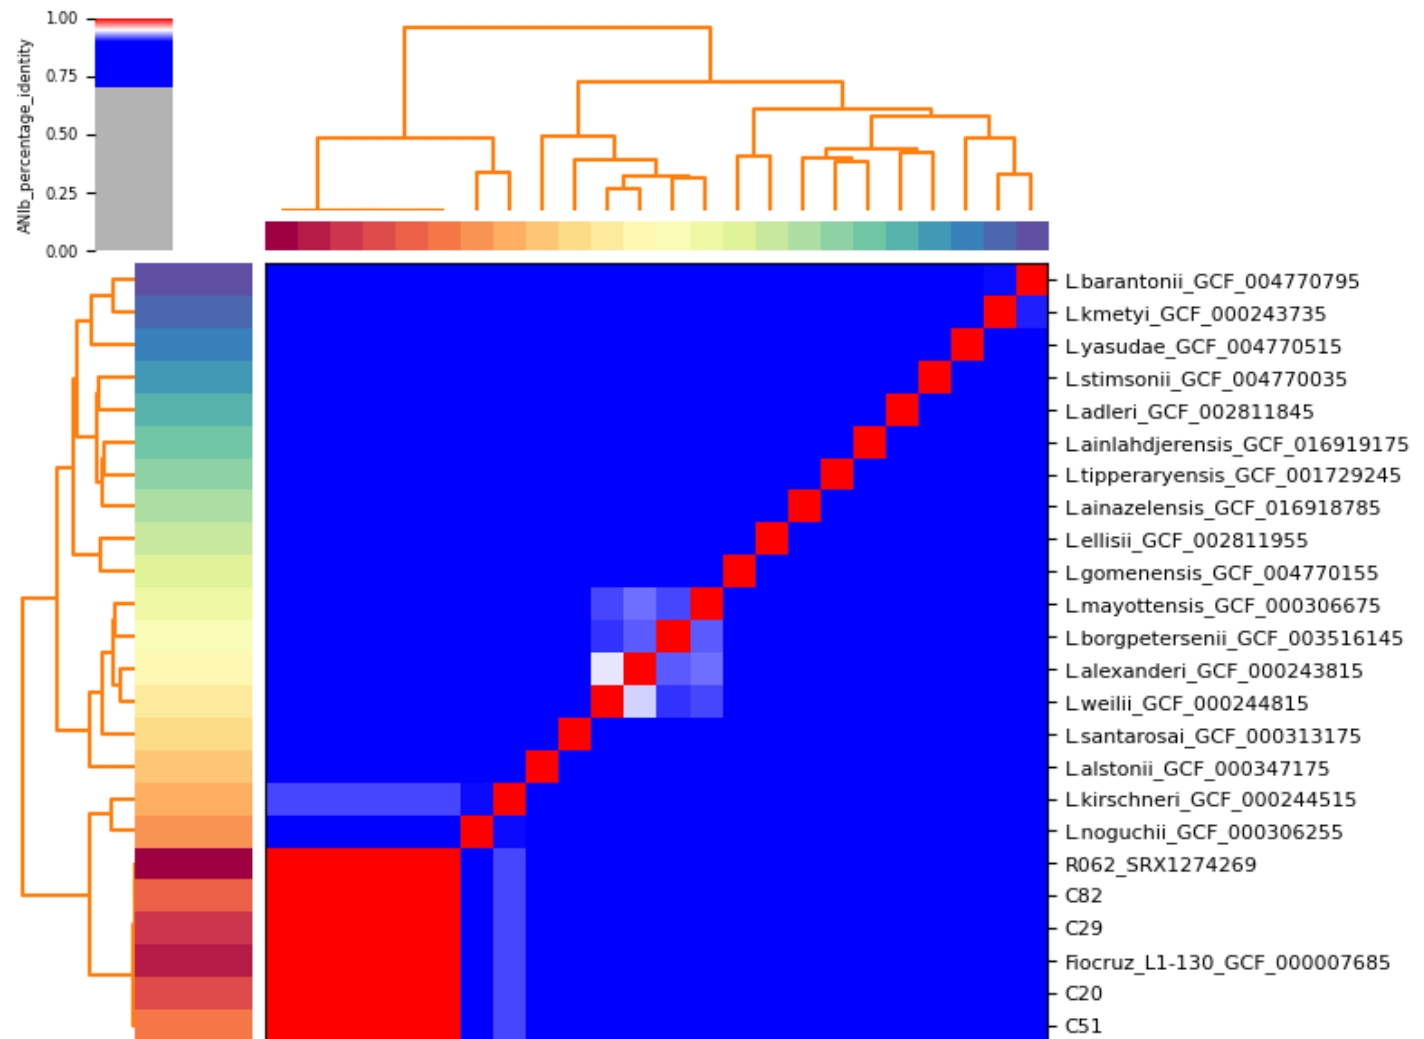 1.00
0.75
0.50
0.25
0.00
ANIb_percentage_identity
L.barantonii_GCF_004770795
L.kmetyi_GCF_000243735
L.yasudae_GCF_004770515
L.stimsonii_GCF_004770035
L.adleri_GCF_002811845
L.ainlahdjerensis_GCF_016919175
L.tipperaryensis_GCF_001729245
L.ainazelensis_GCF_016918785
L.ellisii_GCF_002811955
L.gomenensis_GCF_004770155
L.mayottensis_GCF_000306675
L.borgpetersenii_GCF_003516145
L.alexanderi_GCF_000243815
L.weilii_GCF_000244815
L.santarosai_GCF_000313175
L.alstonii_GCF_000347175
L.kirschneri_GCF_000244515
L.noguchii_GCF_000306255
R062_SRX1274269
C82
C29
Fiocruz_L1-130_GCF_000007685
C20
C51